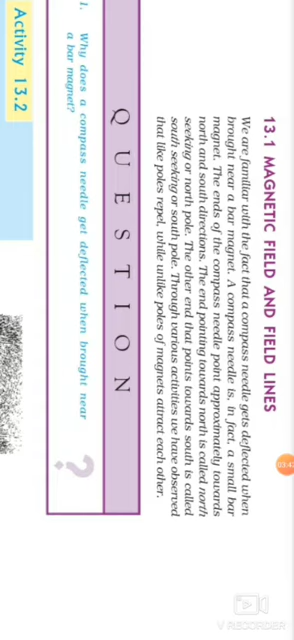 13.1 MAGNETIC FIELD AND FIELD LINES
We are familiar with the fact that a compass needle gets deflected when
brought near a bar magnet. A compass needle is, in fact, a small bar
magnet. The ends of the compass needle point approximately towards
north and south directions. The end pointing towards north is called north
seeking or north pole. The other end that points towards south is called
south seeking or south pole. Through various activities we have observed
that like poles repel, while unlike poles of magnets attract each other.
QUESTION
1. Why does a compass needle get deflected when brought near
a bar magnet?
?
Activity 13.2
03:4
V RECORDER